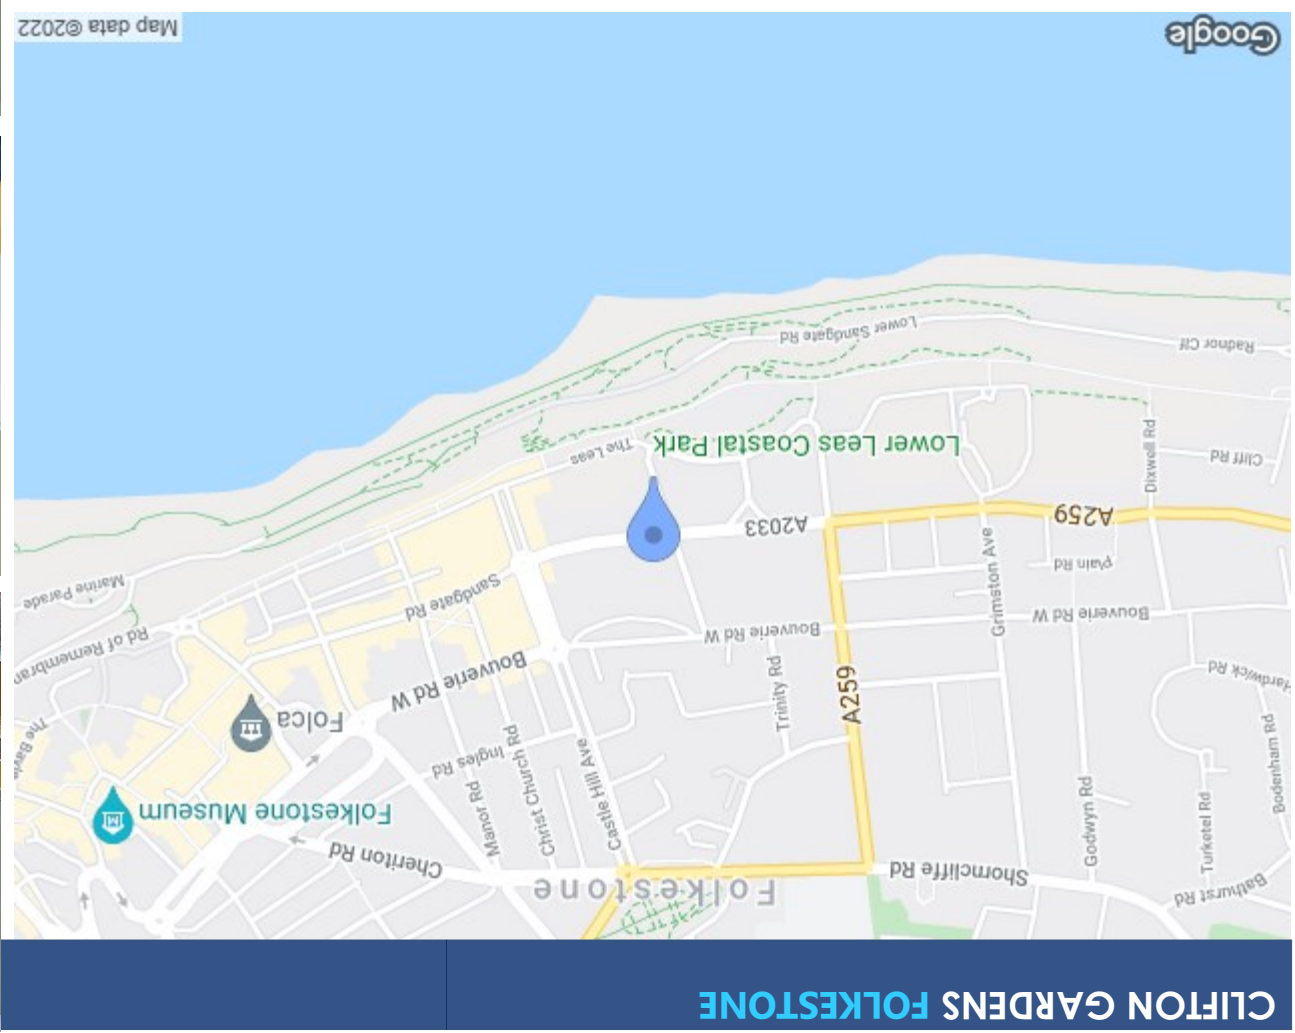 CLIFTON GARDENS FOLKESTONE
Folkestone
Shorncliffe Rd
Bathurst Rd
Cheriton Rd
Folkestone Museum
Godwyn Rd
Turketel Rd
Bodenham Rd
Castle Hill Ave
Christ Church Rd
Manor Rd
Ingles Rd
Folca
The Bayle
A259
Trinity Rd
Bouverie Rd W
Hardwick Rd
Rd of Remembran
Bouverie Rd W
Bouverie Rd W
Grimston Ave
Sandgate Rd
Marine Parade
Plain Rd
A259
A2033
Cliff Rd
Dixwell Rd
Lower Leas Coastal Park
The Leas
Radnor Clf
Lower Sandgate Rd
Google
Map data ©2022